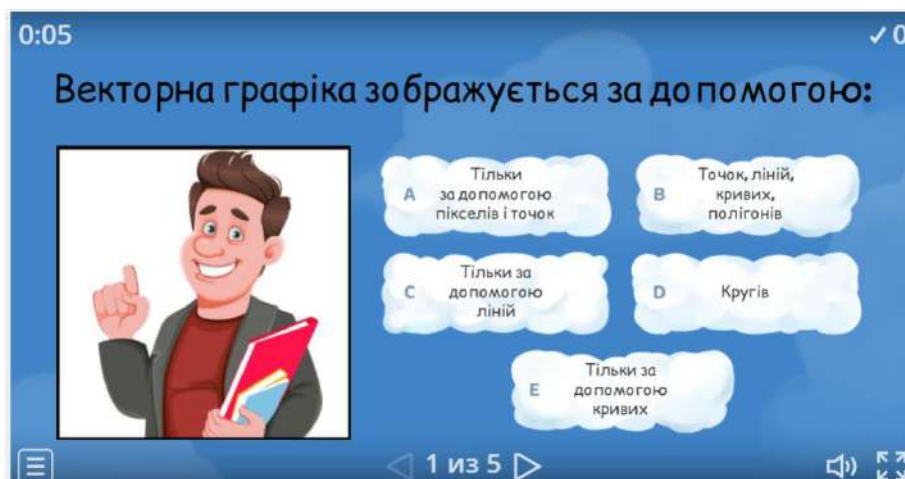 0:05
✓ 0
Векторна графіка зображується за допомогою:
A
Тільки
за допомогою
пікселів і точок
B
Точок, ліній,
кривих,
полігонів
C
Тільки за
допомогою
ліній
D
Кругів
E
Тільки за
допомогою
кривих
1 из 5